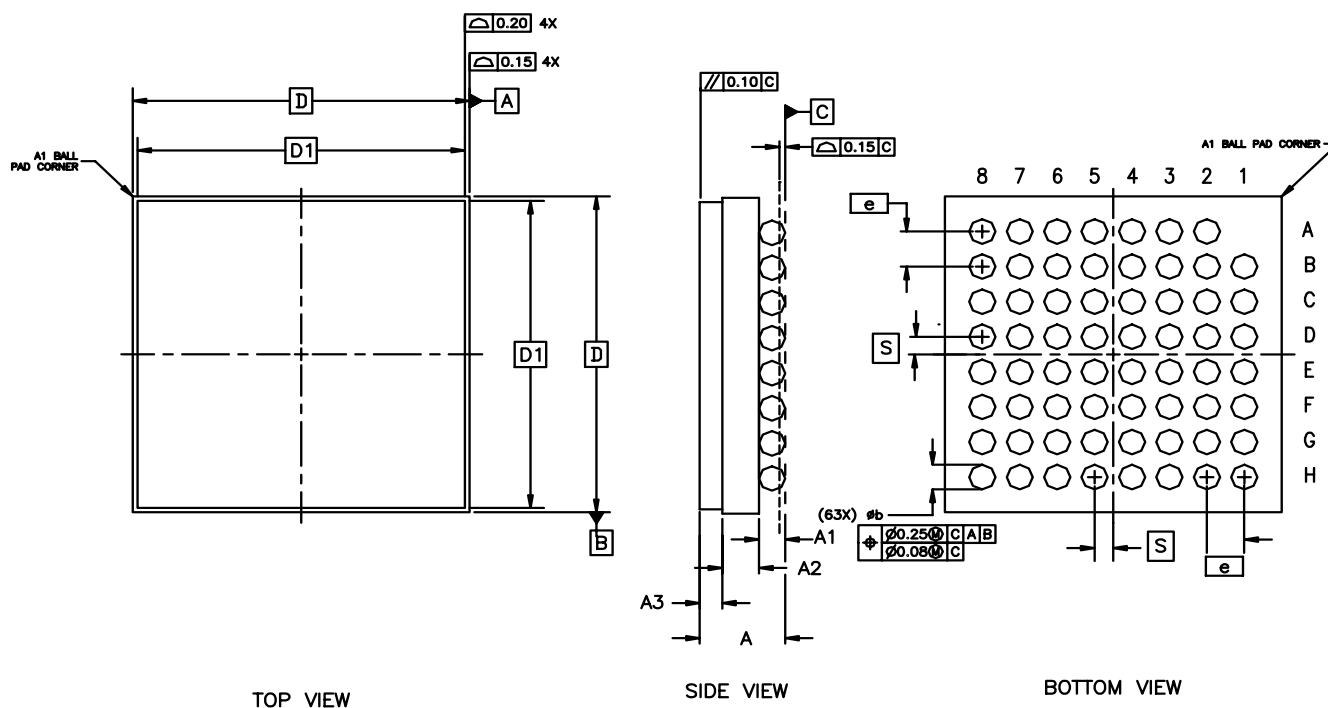 0.20 4X
0.15 4X
D
A
D1
A1 BALL
PAD CORNER
D1
D
B
TOP VIEW
// 0.10 C
C
0.15 C
A1
A2
A3
A
SIDE VIEW
A1 BALL PAD CORNER
8 7 6 5 4 3 2 1
e
A
B
C
D
E
F
G
H
S
(63X) øb
Ø0.25Ⓜ C A B
Ø0.08Ⓜ C
S
e
BOTTOM VIEW